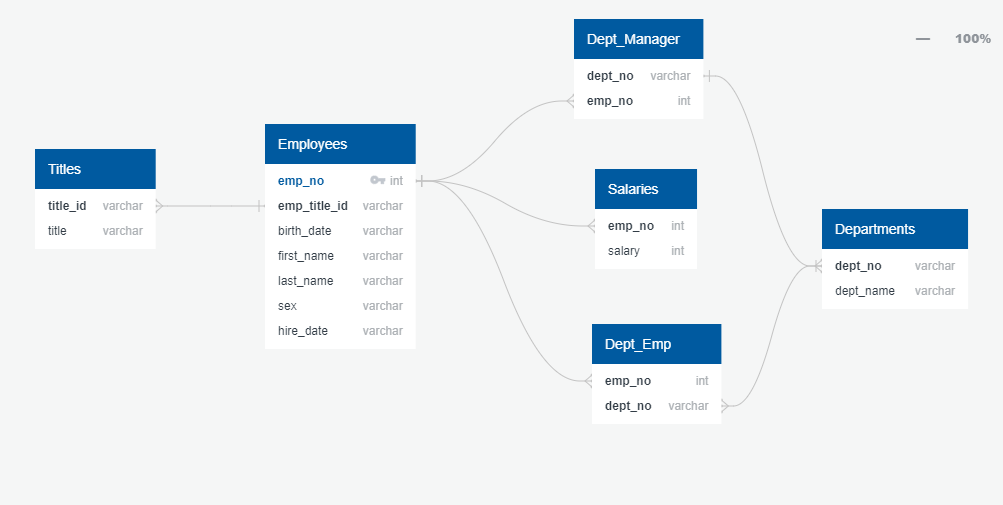 Dept_Manager
dept_no varchar
emp_no int
100%
Titles
title_id varchar
title varchar
Employees
emp_no int
emp_title_id varchar
birth_date varchar
first_name varchar
last_name varchar
sex varchar
hire_date varchar
Salaries
emp_no int
salary int
Departments
dept_no varchar
dept_name varchar
Dept_Emp
emp_no int
dept_no varchar